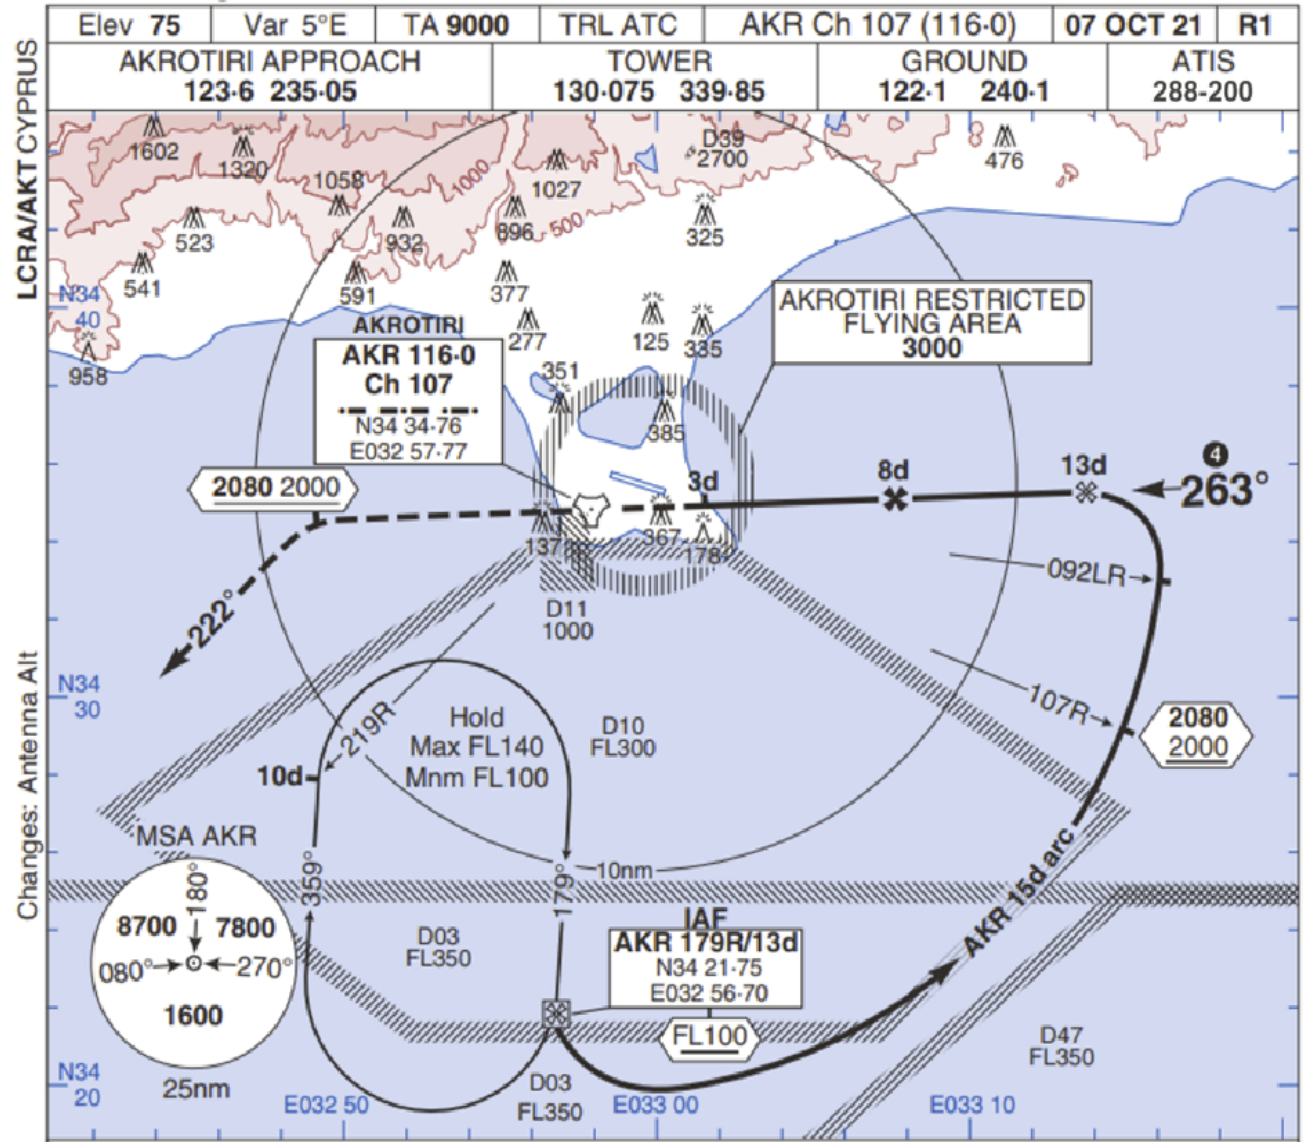 Elev 75
Var 5°E
TA 9000
TRL ATC
AKR Ch 107 (116·0)
07 OCT 21
R1
AKROTIRI APPROACH
123·6 235·05
TOWER
130·075 339·85
GROUND
122·1 240·1
ATIS
288-200
LCRA/AKT CYPRUS
Changes: Antenna Alt
1602
1320
1058
1027
D39
2700
476
1000
500
523
932
896
325
541
591
377
N34
40
277
125
335
958
AKROTIRI RESTRICTED
FLYING AREA
3000
AKROTIRI
AKR 116·0
Ch 107
N34 34·76
E032 57·77
351
385
2080 2000
3d
8d
13d
4
263°
137
367
178
092LR
D11
1000
222°
N34
30
219R
107R
Hold
Max FL140
Mnm FL100
D10
FL300
2080
2000
10d
MSA AKR
359°
179°
10nm
AKR 15d arc
8700
180°
7800
080°
270°
1600
25nm
D03
FL350
IAF
AKR 179R/13d
N34 21·75
E032 56·70
FL100
D47
FL350
N34
20
E032 50
D03
FL350
E033 00
E033 10